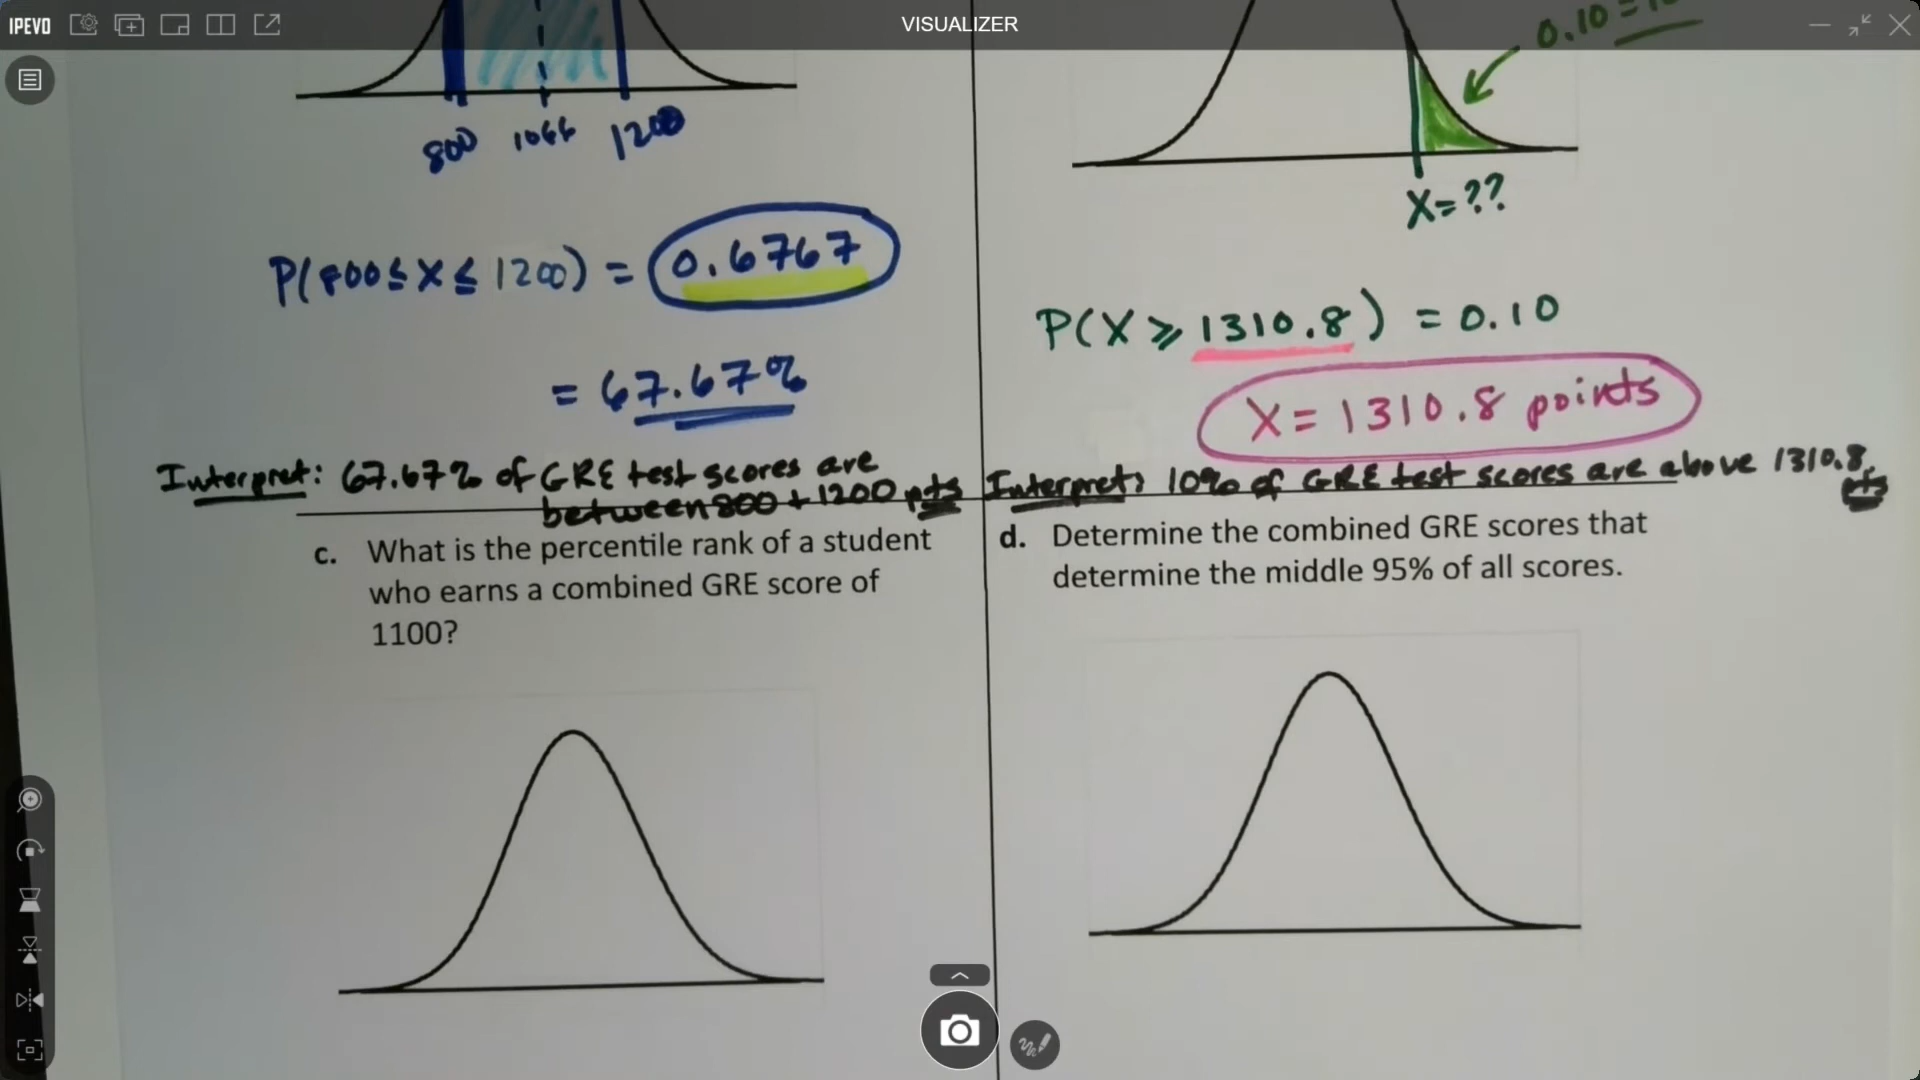 IPEVO
VISUALIZER
0.10 =
800
1066
1200
X=??
P(800≤X≤1200) = 0.6767
= 67.67%
P(X ≥ 1310.8) = 0.10
X = 1310.8 points
Interpret: 67.67% of GRE test scores are
between 800 + 1200 pts
Interpret: 10% of GRE test scores are above 1310.8
pts
c. What is the percentile rank of a student
who earns a combined GRE score of
1100?
d. Determine the combined GRE scores that
determine the middle 95% of all scores.